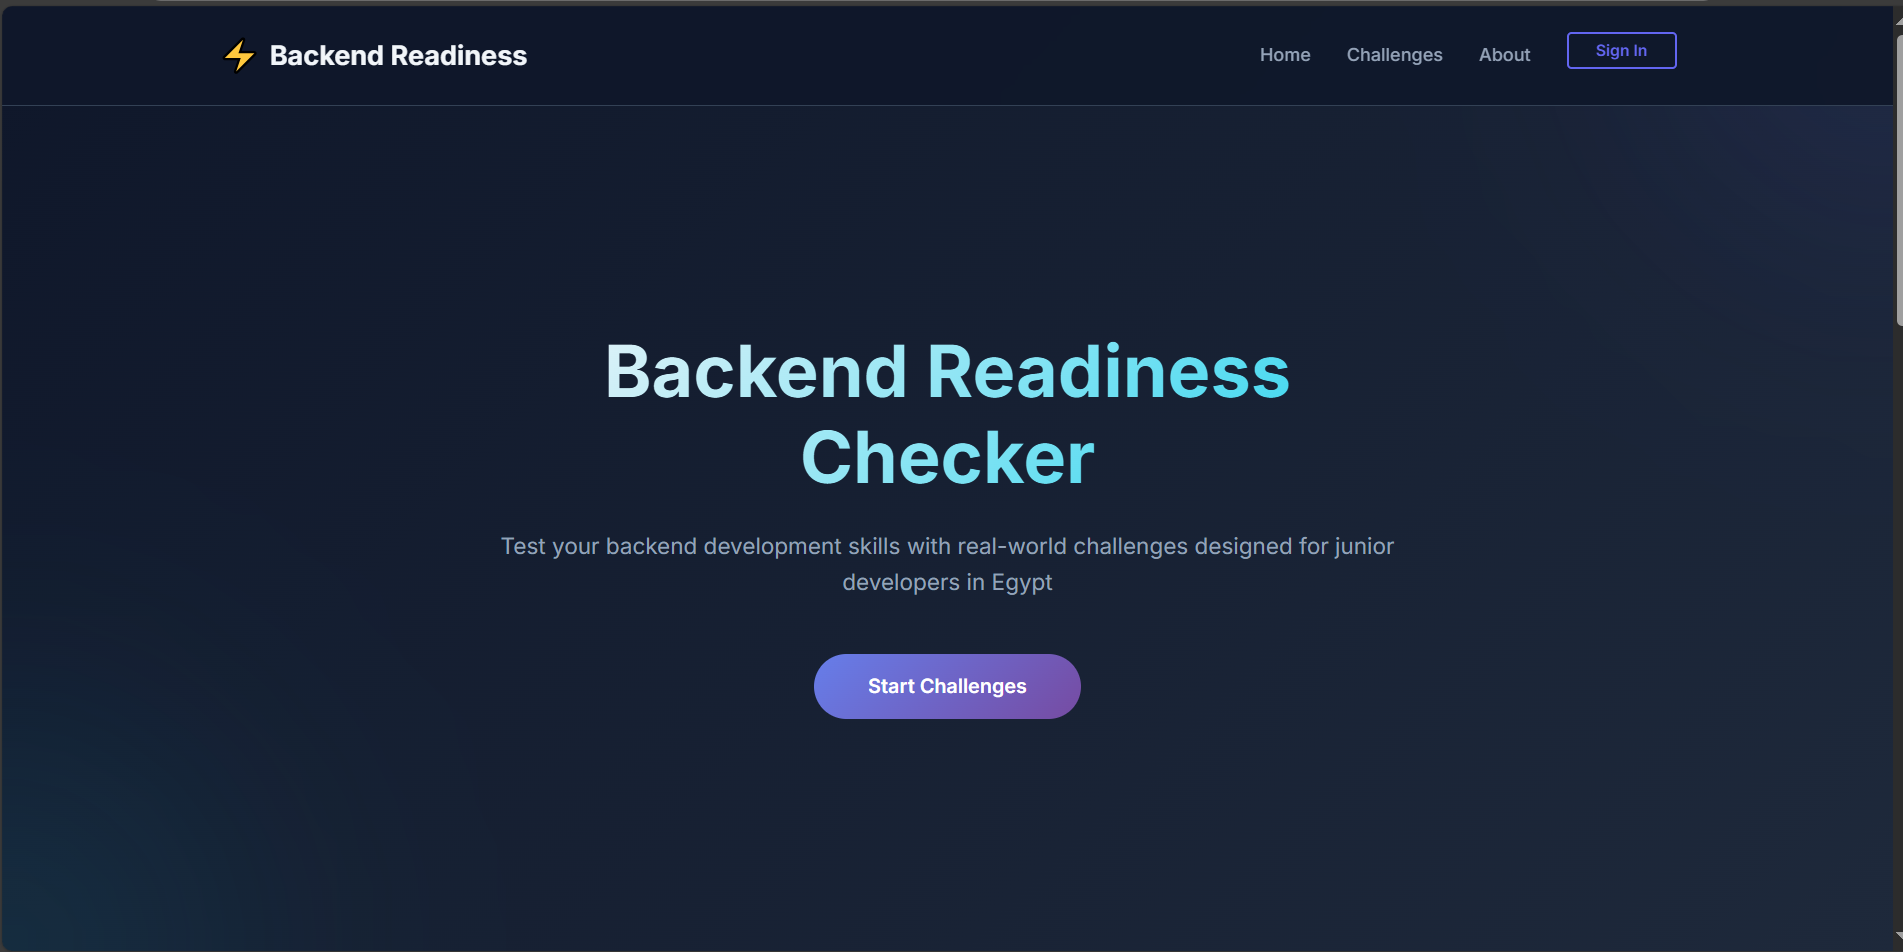 Backend Readiness
Home
Challenges
About
Sign In
Backend Readiness
Checker
Test your backend development skills with real-world challenges designed for junior
developers in Egypt
Start Challenges